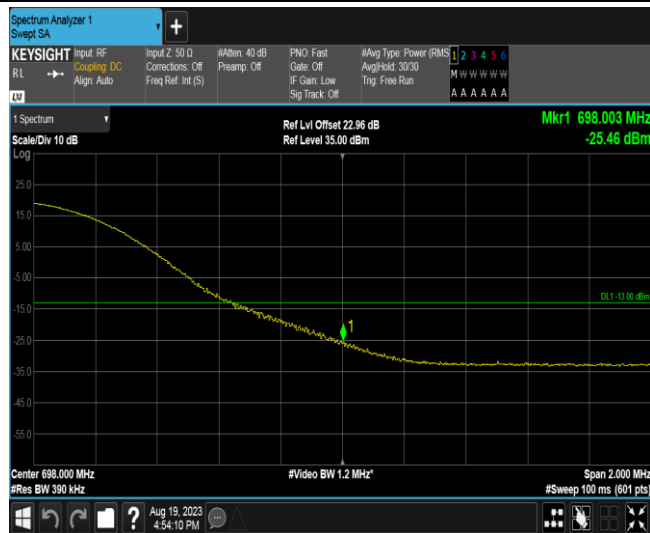 Spectrum Analyzer 1
Swept SA
KEYSIGHT
RL
LXI
Input: RF
Coupling: DC
Align: Auto
Input Z: 50 Ω
Corrections: Off
Freq Ref: Int (S)
#Atten: 40 dB
Preamp: Off
PNO: Fast
Gate: Off
IF Gain: Low
Sig Track: Off
#Avg Type: Power (RMS
Avg|Hold: 30/30
Trig: Free Run
1 2 3 4 5 6
M W W W W W
A A A A A A
1 Spectrum
Scale/Div 10 dB
Ref Lvl Offset 22.96 dB
Ref Level 35.00 dBm
Mkr1 698.003 MHz
-25.46 dBm
Log
25.0
15.0
5.00
-5.00
DL1 -13.00 dBm
-15.0
1
-25.0
-35.0
-45.0
-55.0
Center 698.000 MHz
#Video BW 1.2 MHz*
Span 2.000 MHz
#Res BW 390 kHz
#Sweep 100 ms (601 pts)
?
Aug 19, 2023
4:54:10 PM